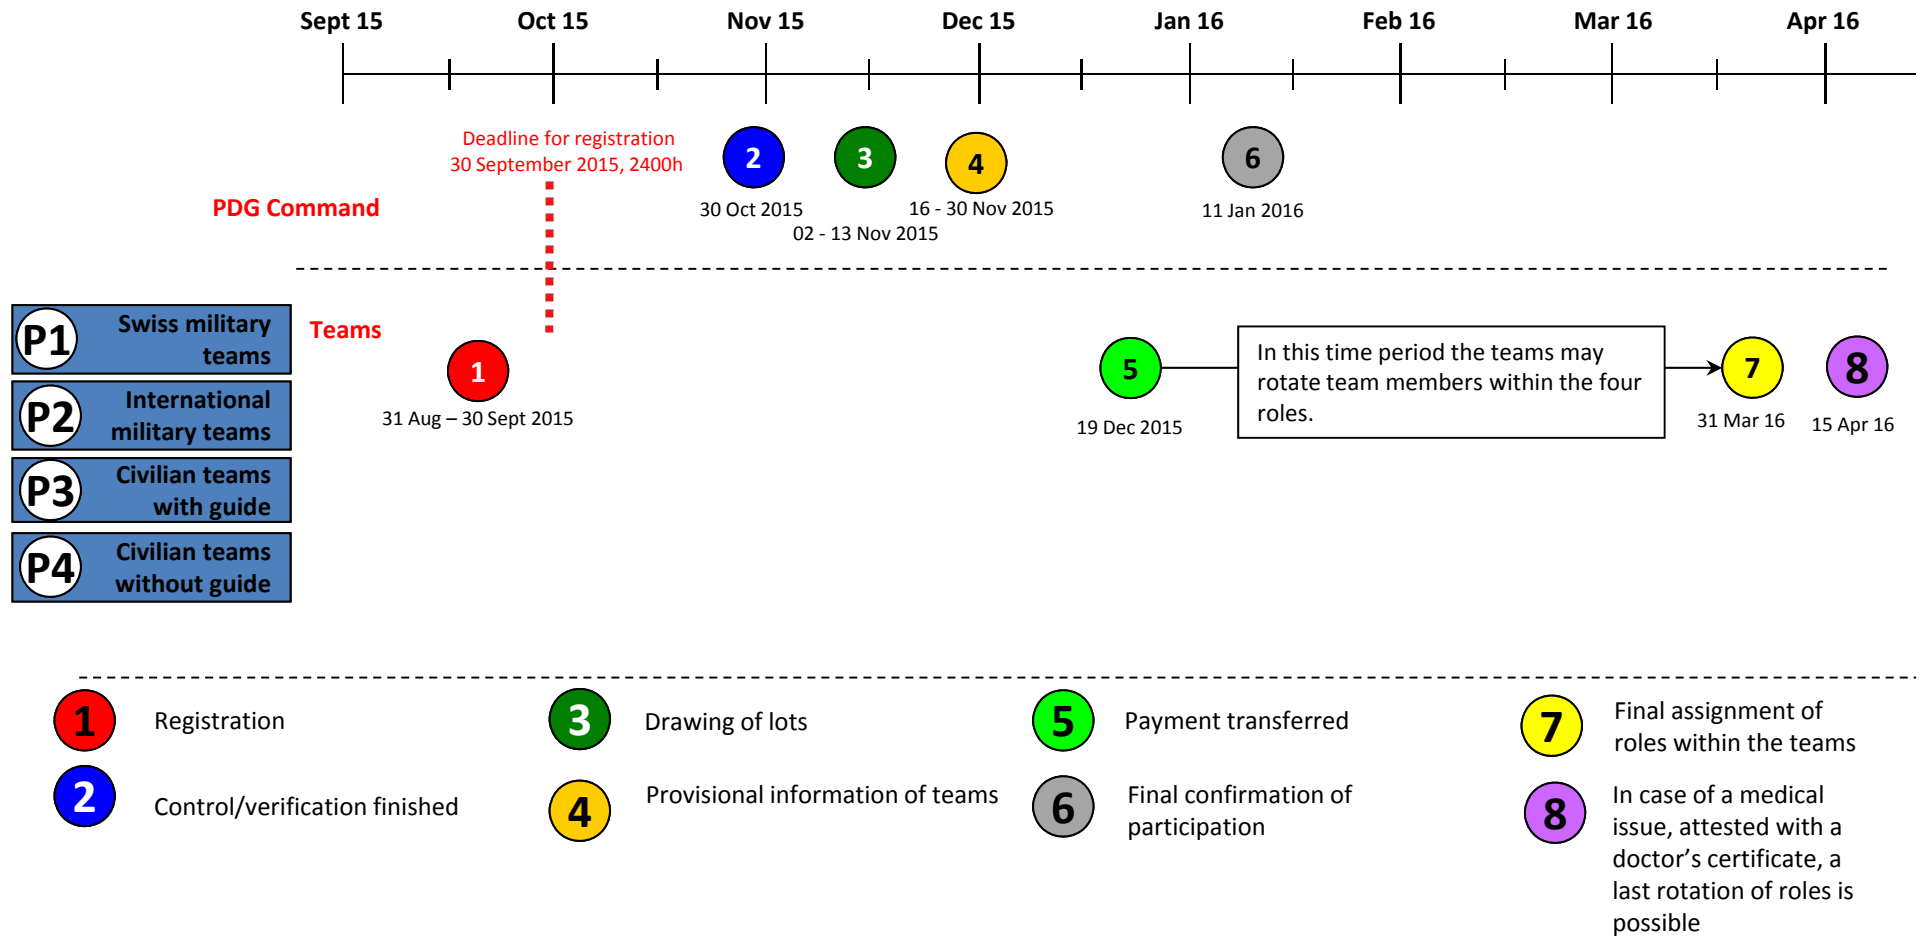 Sept 15
Oct 15
Nov 15
Dec 15
Jan 16
Feb 16
Mar 16
Apr 16
Deadline for registration
30 September 2015, 2400h
2
3
4
6
PDG Command
30 Oct 2015
02 - 13 Nov 2015
16 - 30 Nov 2015
11 Jan 2016
P1
Swiss military
teams
P2
International
military teams
P3
Civilian teams
with guide
P4
Civilian teams
without guide
Teams
1
31 Aug – 30 Sept 2015
5
19 Dec 2015
In this time period the teams may
rotate team members within the four
roles.
7
31 Mar 16
8
15 Apr 16
1
Registration
2
Control/verification finished
3
Drawing of lots
4
Provisional information of teams
5
Payment transferred
6
Final confirmation of
participation
7
Final assignment of
roles within the teams
8
In case of a medical
issue, attested with a
doctor’s certificate, a
last rotation of roles is
possible